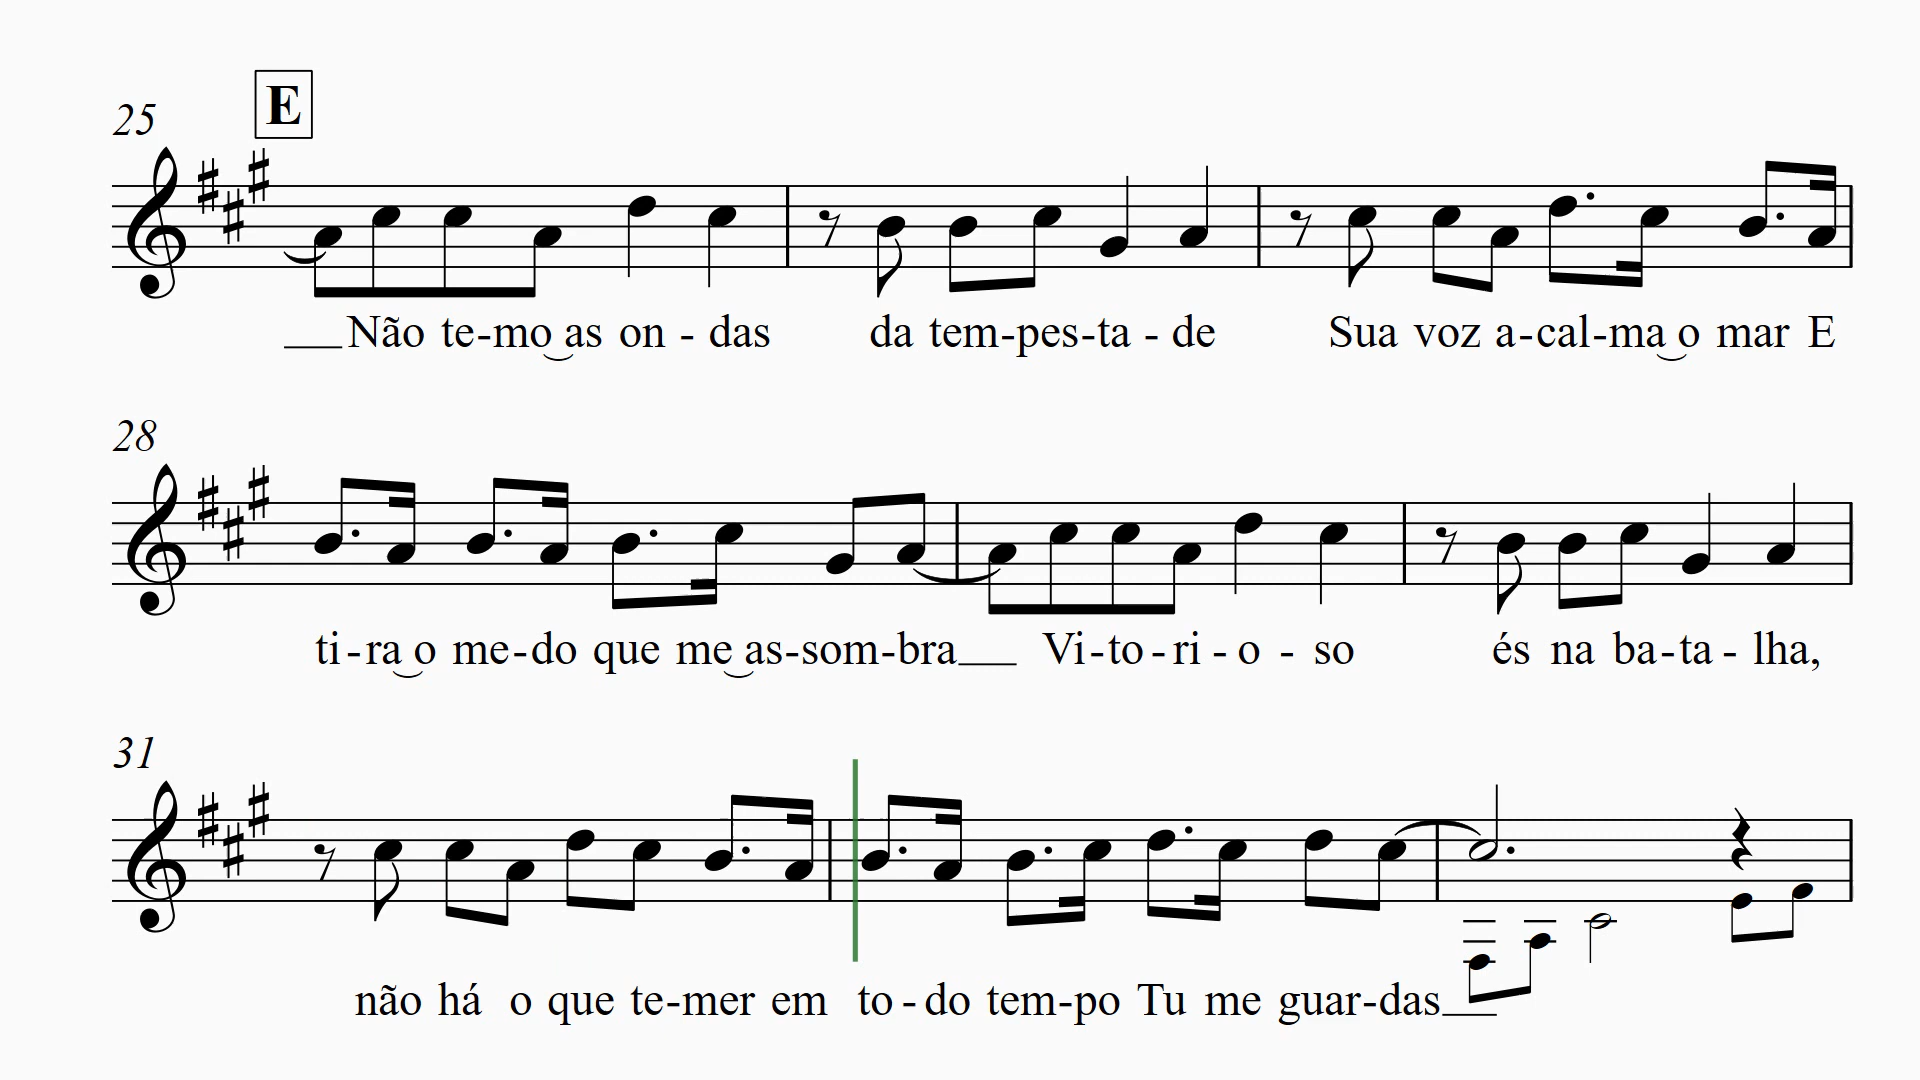 E
25
Não te-mo as on - das da tem-pes-ta - de Sua voz a-cal-ma o mar E
28
ti-ra o me-do que me as-som-bra Vi-to-ri-o-so és na ba-ta-lha,
31
não há o que te-mer em to-do tem-po Tu me guar-das